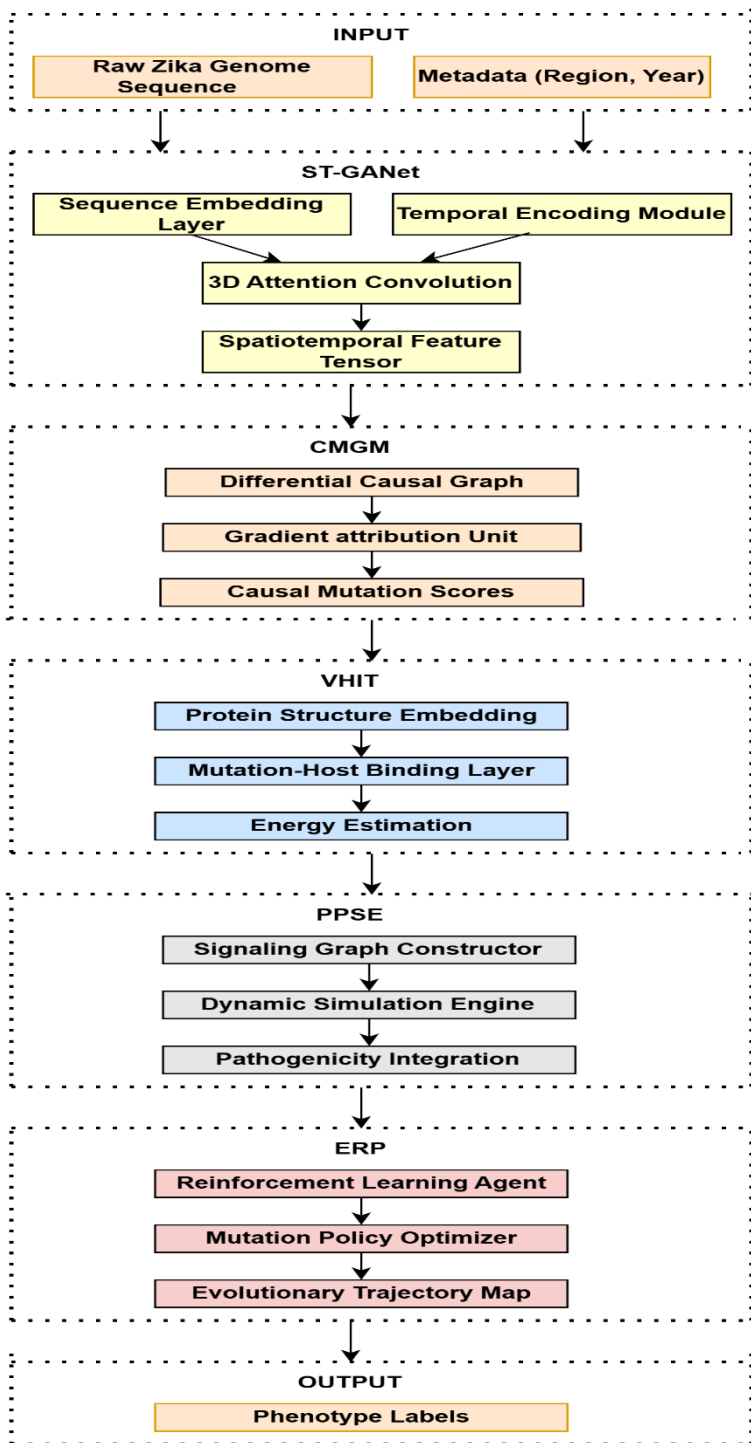 INPUT
Raw Zika Genome
Sequence
Metadata (Region, Year)
ST-GANet
Sequence Embedding
Layer
Temporal Encoding Module
3D Attention Convolution
Spatiotemporal Feature
Tensor
CMGM
Differential Causal Graph
Gradient attribution Unit
Causal Mutation Scores
VHIT
Protein Structure Embedding
Mutation-Host Binding Layer
Energy Estimation
PPSE
Signaling Graph Constructor
Dynamic Simulation Engine
Pathogenicity Integration
ERP
Reinforcement Learning Agent
Mutation Policy Optimizer
Evolutionary Trajectory Map
OUTPUT
Phenotype Labels